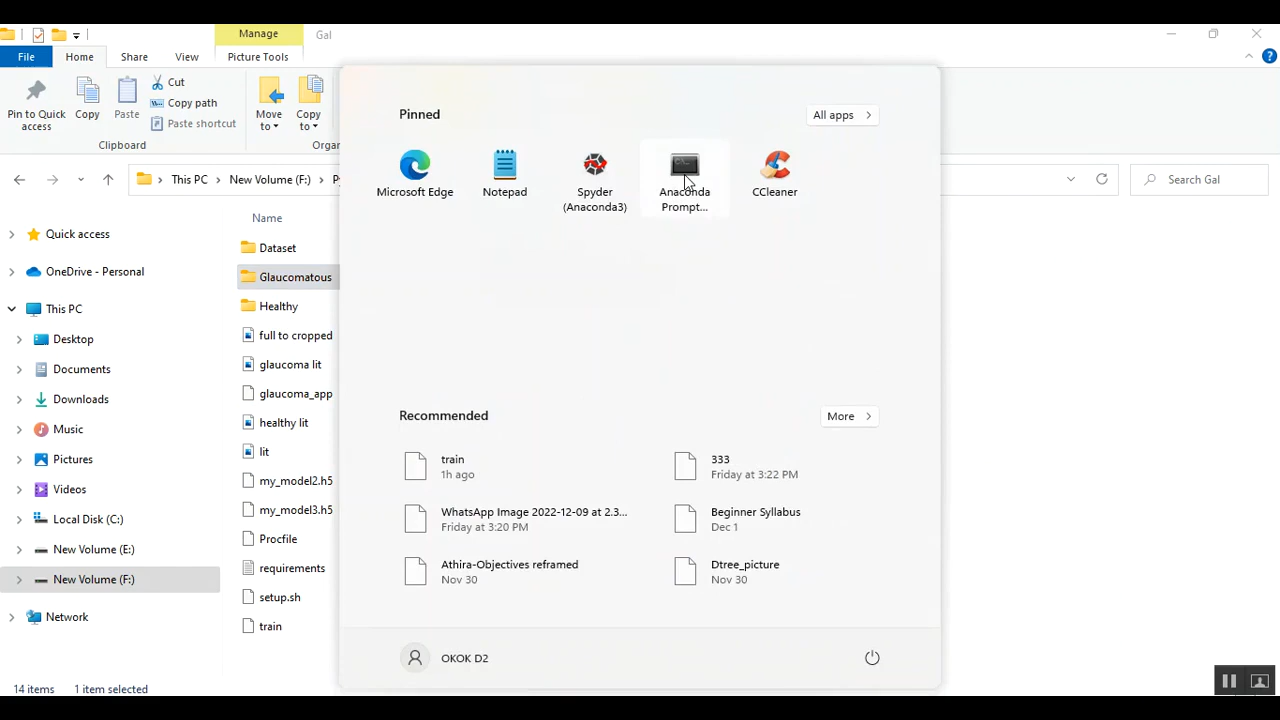 Manage
Gal
File
Home
Share
View
Picture Tools
Pin to Quick
access
Copy
Paste
Cut
Copy path
Paste shortcut
Move
to
Copy
to
Clipboard
This PC
New Volume (F:)
Search Gal
Quick access
OneDrive - Personal
This PC
Desktop
Documents
Downloads
Music
Pictures
Videos
Local Disk (C:)
New Volume (E:)
New Volume (F:)
Network
Name
Dataset
Glaucomatous
Healthy
full to cropped
glaucoma lit
glaucoma_app
healthy lit
lit
my_model2.h5
my_model3.h5
Procfile
requirements
setup.sh
train
14 items
1 item selected
Pinned
All apps
Microsoft Edge
Notepad
Spyder
(Anaconda3)
Anaconda
Prompt...
CCleaner
Recommended
More
train
1h ago
333
Friday at 3:22 PM
WhatsApp Image 2022-12-09 at 2.3...
Friday at 3:20 PM
Beginner Syllabus
Dec 1
Athira-Objectives reframed
Nov 30
Dtree_picture
Nov 30
OKOK D2